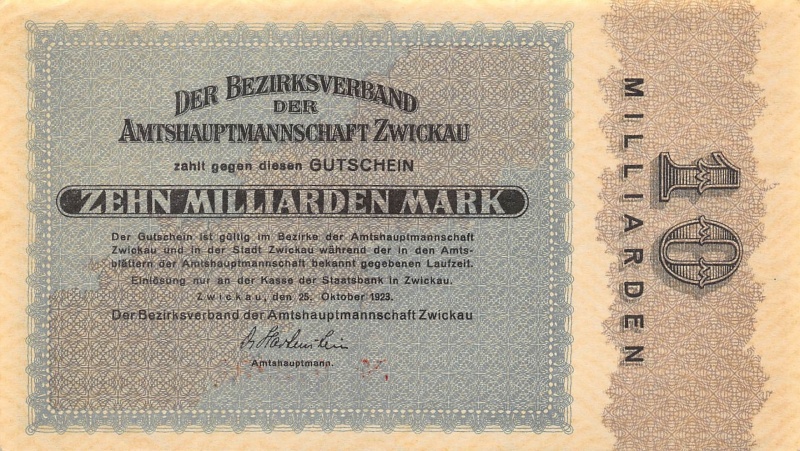 DER BEZIRKSVERBAND
DER
AMTSHAUPTMANNSCHAFT ZWICKAU
zahlt gegen diesen GUTSCHEIN
ZEHN MILLIARDEN MARK
Der Gutschein ist gültig im Bezirke der Amtshauptmannschaft
Zwickau und in der Stadt Zwickau während der in den Amts-
blättern der Amtshauptmannschaft bekannt gegebenen Laufzeit.
Einlösung nur an der Kasse der Staatsbank in Zwickau.
Zwickau, den 25. Oktober 1923.
Der Bezirksverband der Amtshauptmannschaft Zwickau
Amtshauptmann.
10
MILLIARDEN